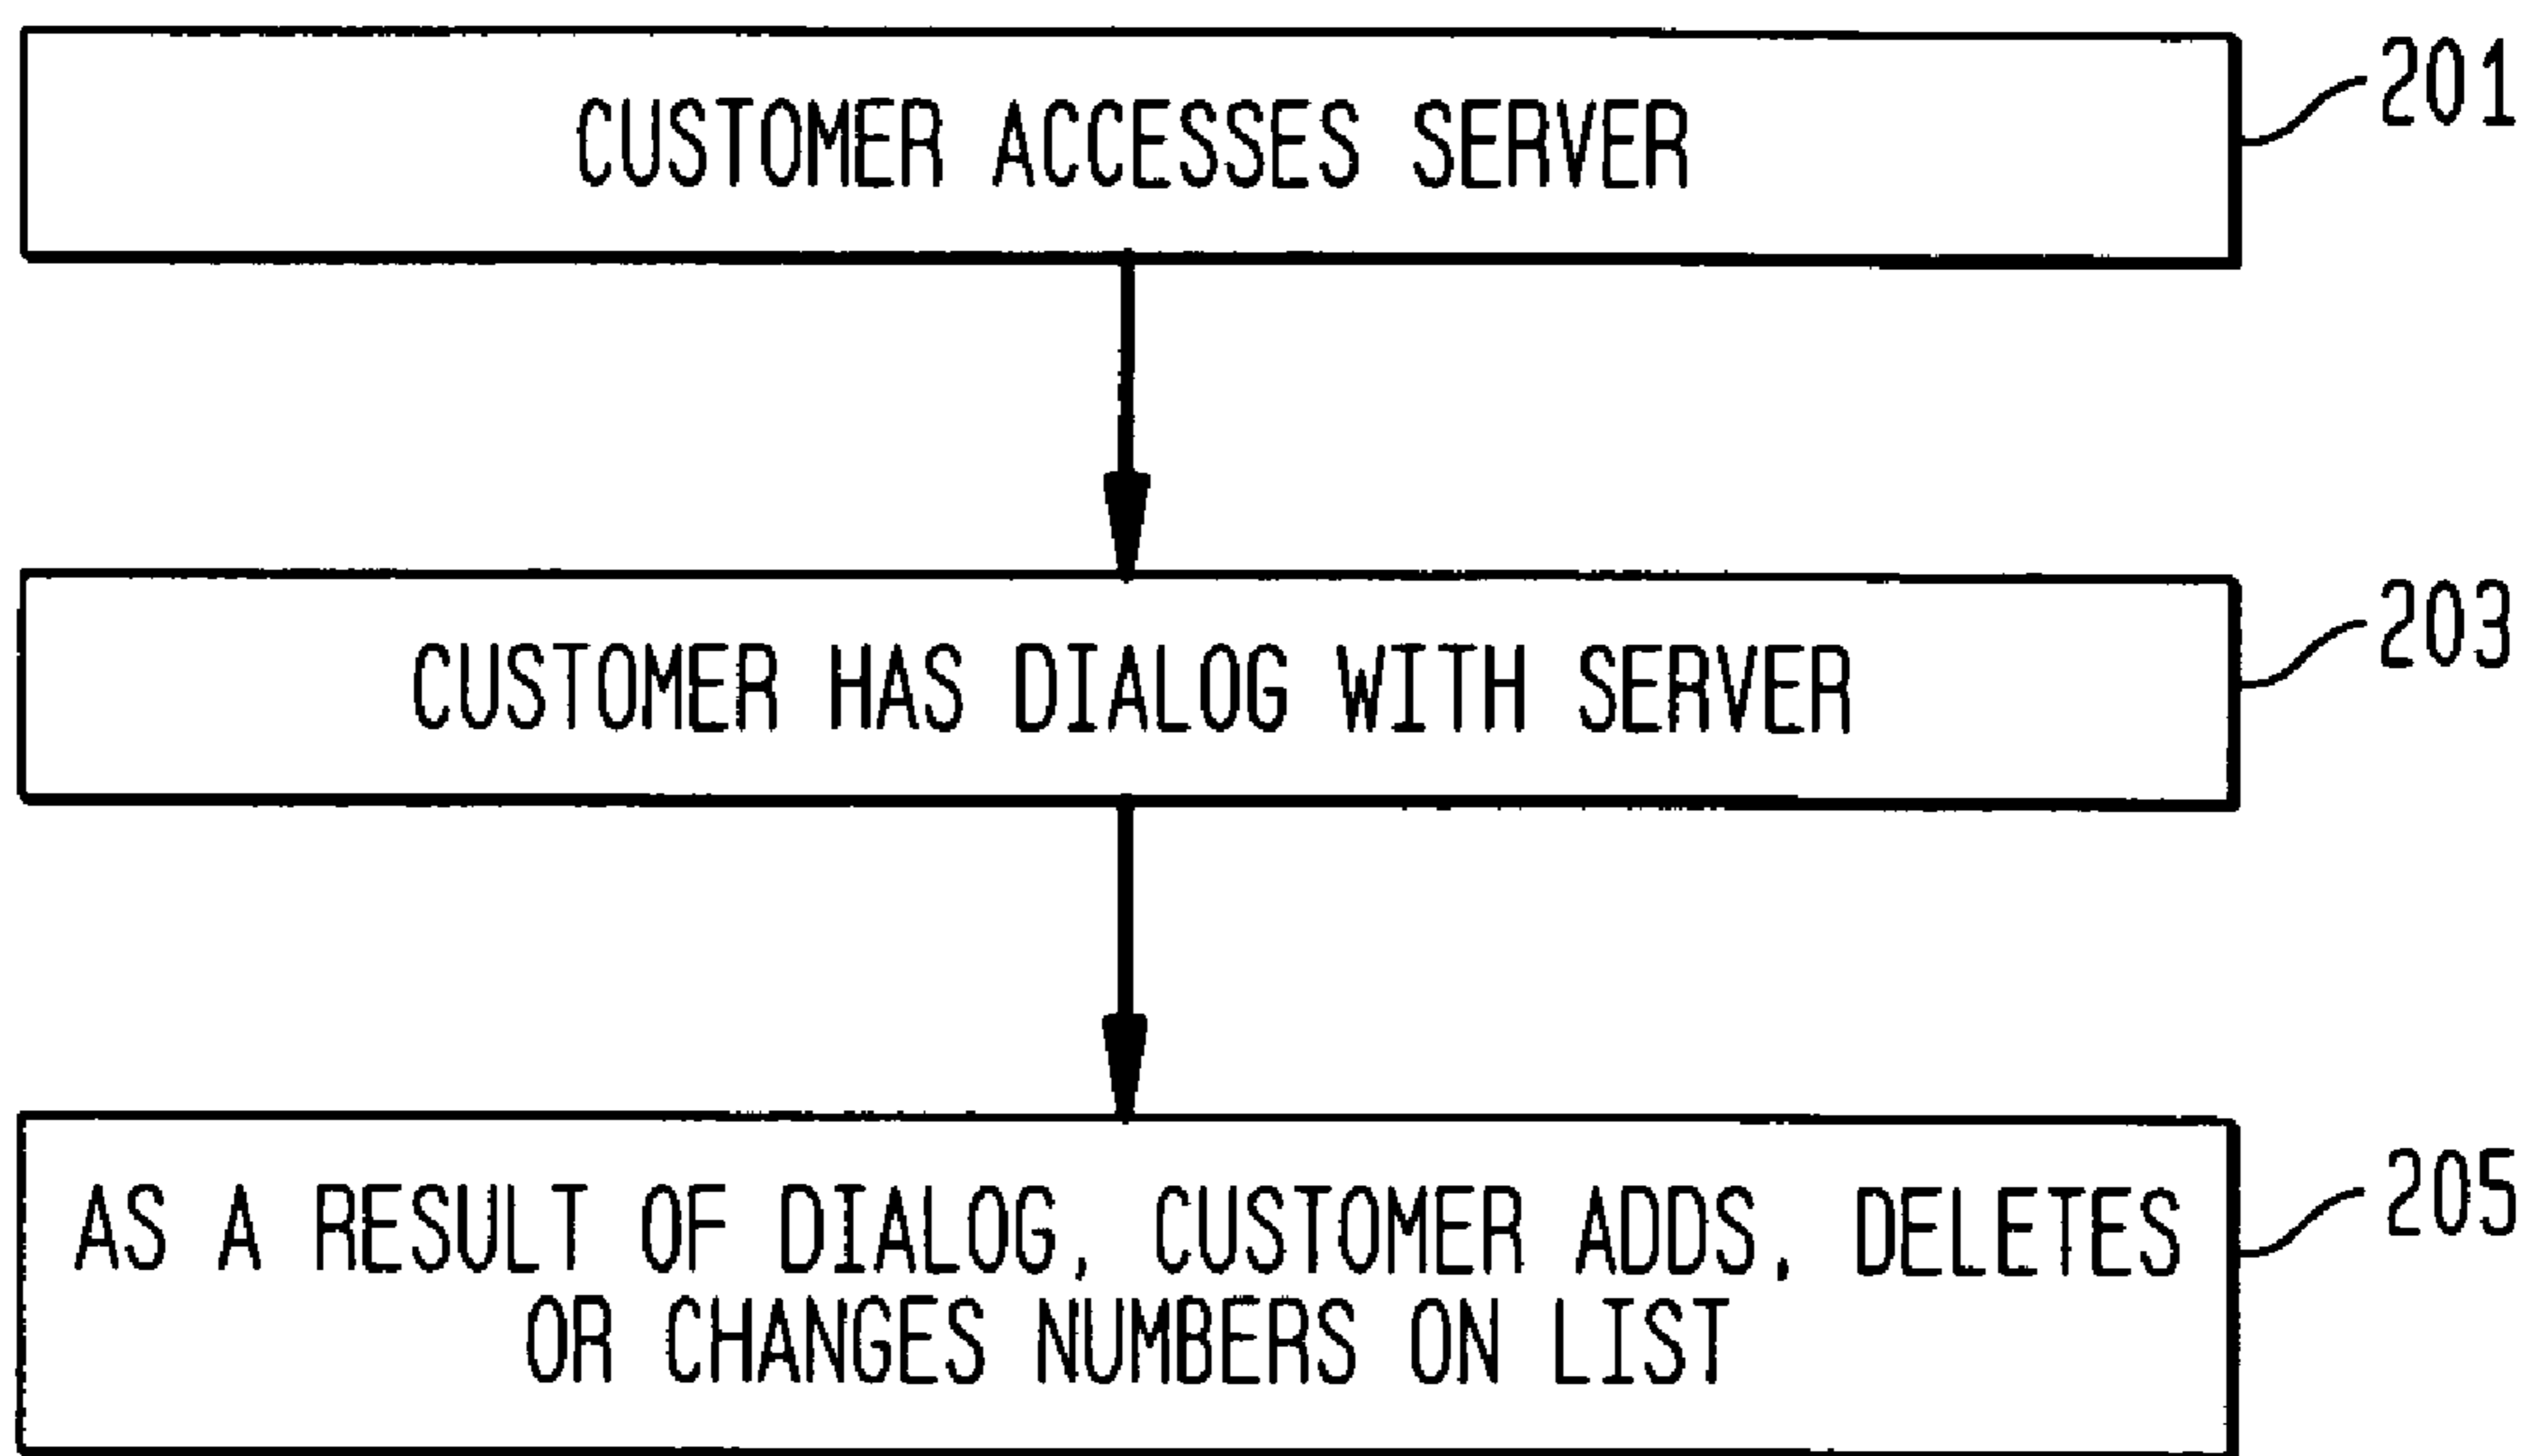 CUSTOMER ACCESSES SERVER
201
CUSTOMER HAS DIALOG WITH SERVER
203
AS A RESULT OF DIALOG, CUSTOMER ADDS, DELETES
OR CHANGES NUMBERS ON LIST
205